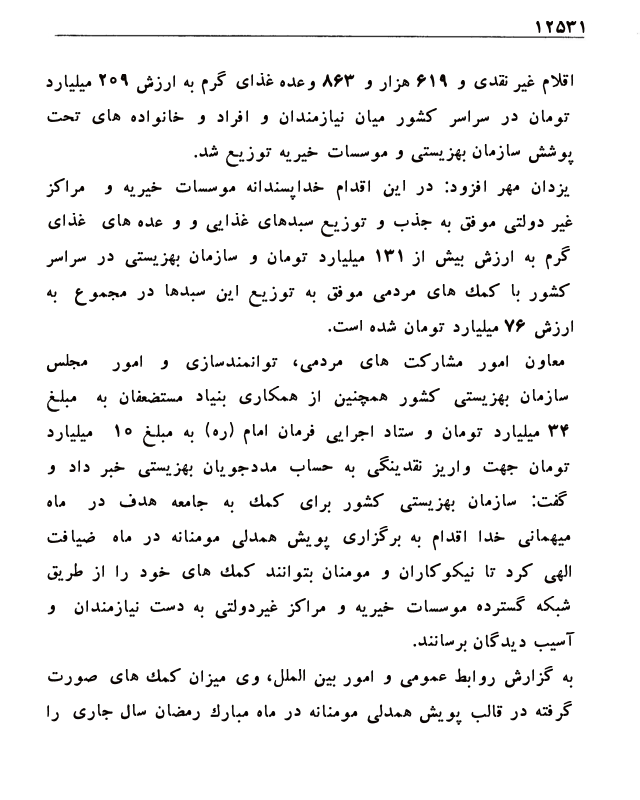 ۱۲۵۳۱
اقلام غیر نقدی و ۶۱۹ هزار و ۸۶۳ وعده غذای گرم به ارزش ۲۰۹ میلیارد
تومان در سراسر کشور میان نیازمندان و افراد و خانواده های تحت
پوشش سازمان بهزیستی و موسسات خیریه توزیع شد.
یزدان مهر افزود: در این اقدام خداپسندانه موسسات خیریه و مراکز
غیر دولتی موفق به جذب و توزیع سبدهای غذایی و و عده های غذای
گرم به ارزش بیش از ۱۳۱ میلیارد تومان و سازمان بهزیستی در سراسر
کشور با کمك های مردمی موفق به توزیع این سبدها در مجموع به
ارزش ۷۶ میلیارد تومان شده است.
معاون امور مشارکت های مردمی، توانمندسازی و امور مجلس
سازمان بهزیستی کشور همچنین از همکاری بنیاد مستضعفان به مبلغ
۳۴ میلیارد تومان و ستاد اجرایی فرمان امام (ره) به مبلغ ۱۰ میلیارد
تومان جهت واریز نقدینگی به حساب مددجویان بهزیستی خبر داد و
گفت: سازمان بهزیستی کشور برای کمك به جامعه هدف در ماه
میهمانی خدا اقدام به برگزاری پویش همدلی مومنانه در ماه ضیافت
الهی کرد تا نیکوکاران و مومنان بتوانند کمك های خود را از طریق
شبکه گسترده موسسات خیریه و مراکز غیردولتی به دست نیازمندان و
آسیب دیدگان برسانند.
به گزارش روابط عمومی و امور بین الملل، وی میزان کمك های صورت
گرفته در قالب پویش همدلی مومنانه در ماه مبارك رمضان سال جاری را